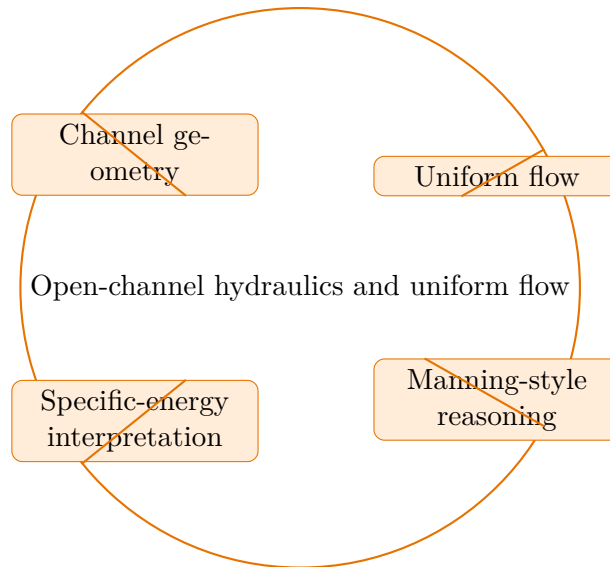 Channel ge-
ometry
Uniform flow
Open-channel hydraulics and uniform flow
Specific-energy
interpretation
Manning-style
reasoning